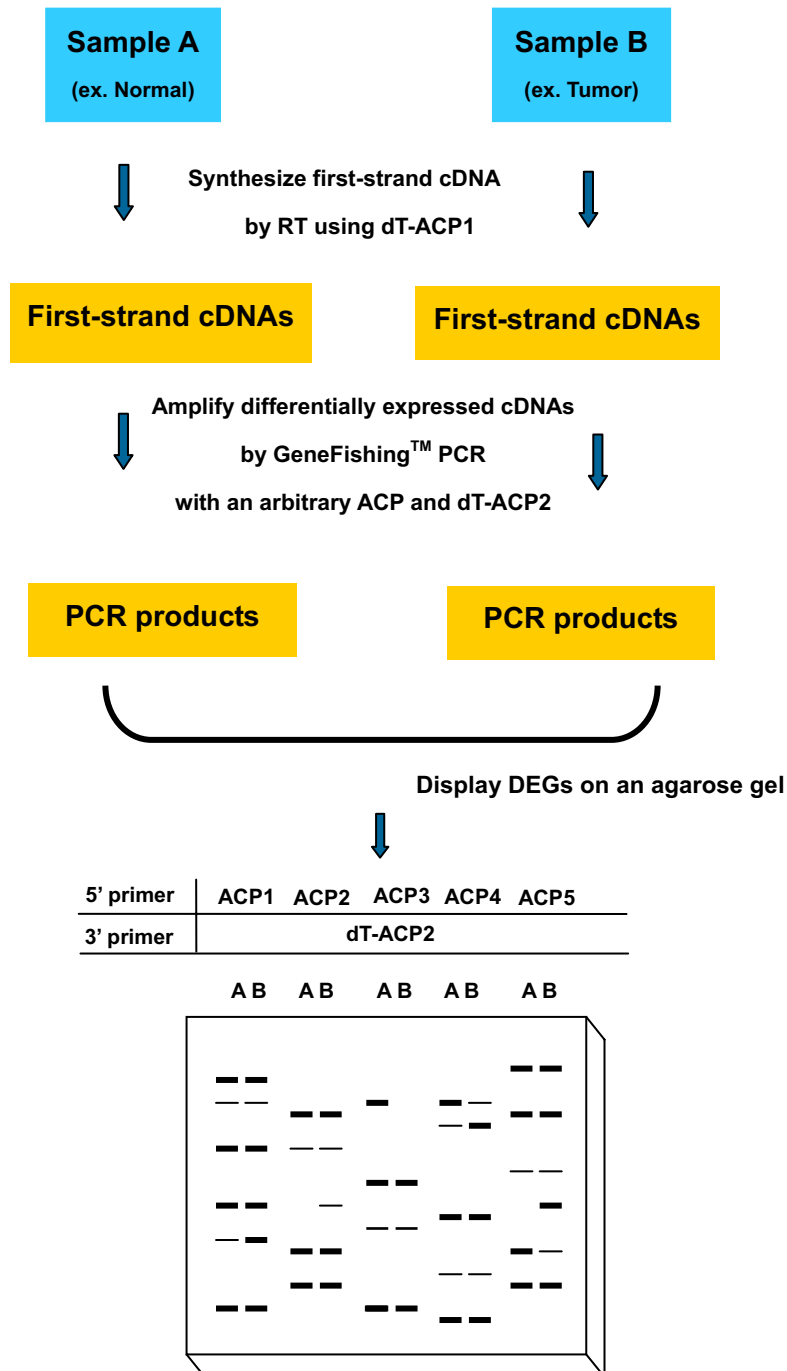 Sample A
(ex. Normal)
Sample B
(ex. Tumor)
Synthesize first-strand cDNA
by RT using dT-ACP1
First-strand cDNAs
First-strand cDNAs
Amplify differentially expressed cDNAs
by GeneFishing™ PCR
with an arbitrary ACP and dT-ACP2
PCR products
PCR products
Display DEGs on an agarose gel
5’ primer ACP1 ACP2 ACP3 ACP4 ACP5
3’ primer dT-ACP2
A B A B A B A B A B